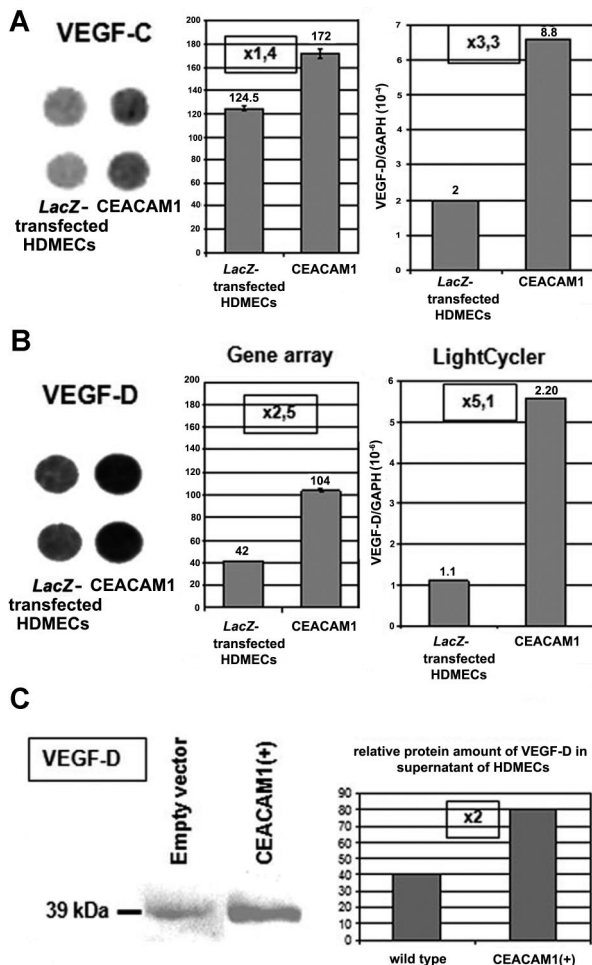 A
VEGF-C
LacZ- CEACAM1
transfected
HDMECs
200
180
160
140
120
100
80
60
40
20
0
x1,4
124.5
172
LacZ-
transfected
HDMECs
CEACAM1
VEGF-D/GAPH (10-4)
7
6
5
4
3
2
1
0
x3,3
2
8.8
LacZ-
transfected
HDMECs
CEACAM1
B
VEGF-D
LacZ- CEACAM1
transfected
HDMECs
Gene array
200
180
160
140
120
100
80
60
40
20
0
x2,5
42
104
LacZ-
transfected
HDMECs
CEACAM1
LightCycler
VEGF-D/GAPH (10-6)
6
5
4
3
2
1
0
x5,1
1.1
2.20
LacZ-
transfected
HDMECs
CEACAM1
C
VEGF-D
Empty vector
CEACAM1(+)
39 kDa
relative protein amount of VEGF-D in
supernatant of HDMECs
90
80
70
60
50
40
30
20
10
0
x2
wild type
CEACAM1(+)